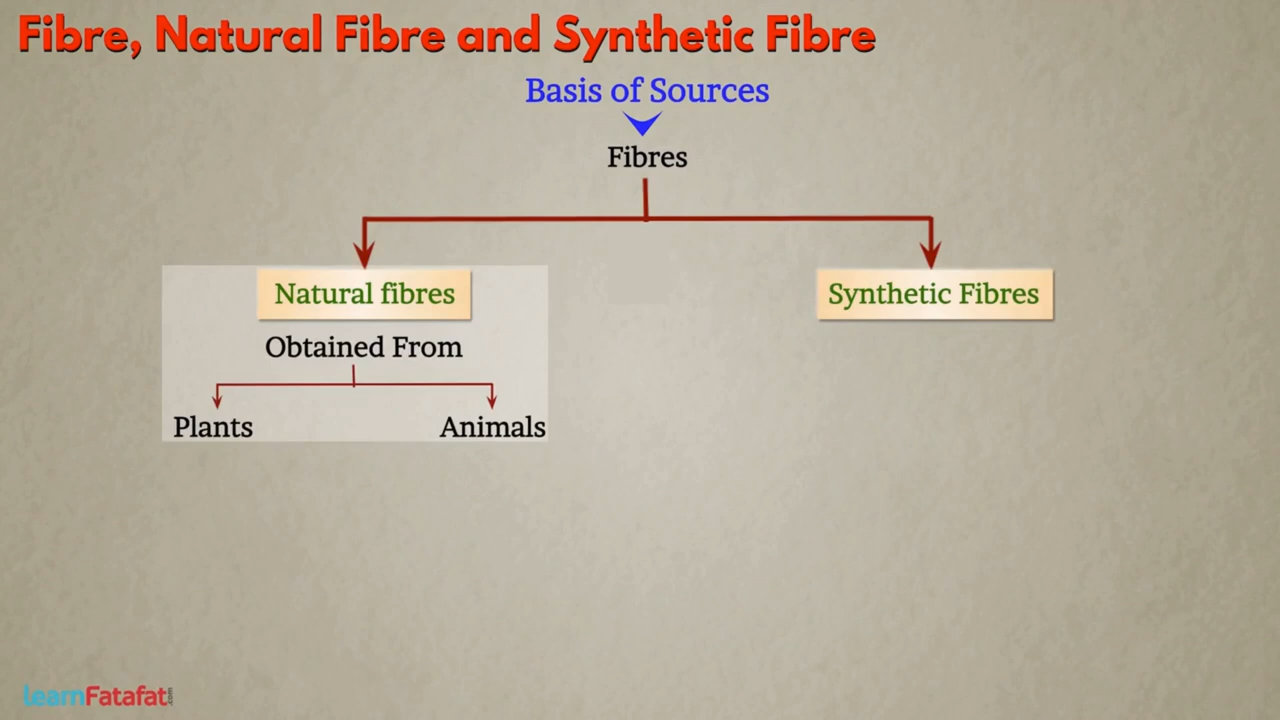 Fibre, Natural Fibre and Synthetic Fibre
Basis of Sources
Fibres
Natural fibres
Synthetic Fibres
Obtained From
Plants
Animals
learnFatafat.com